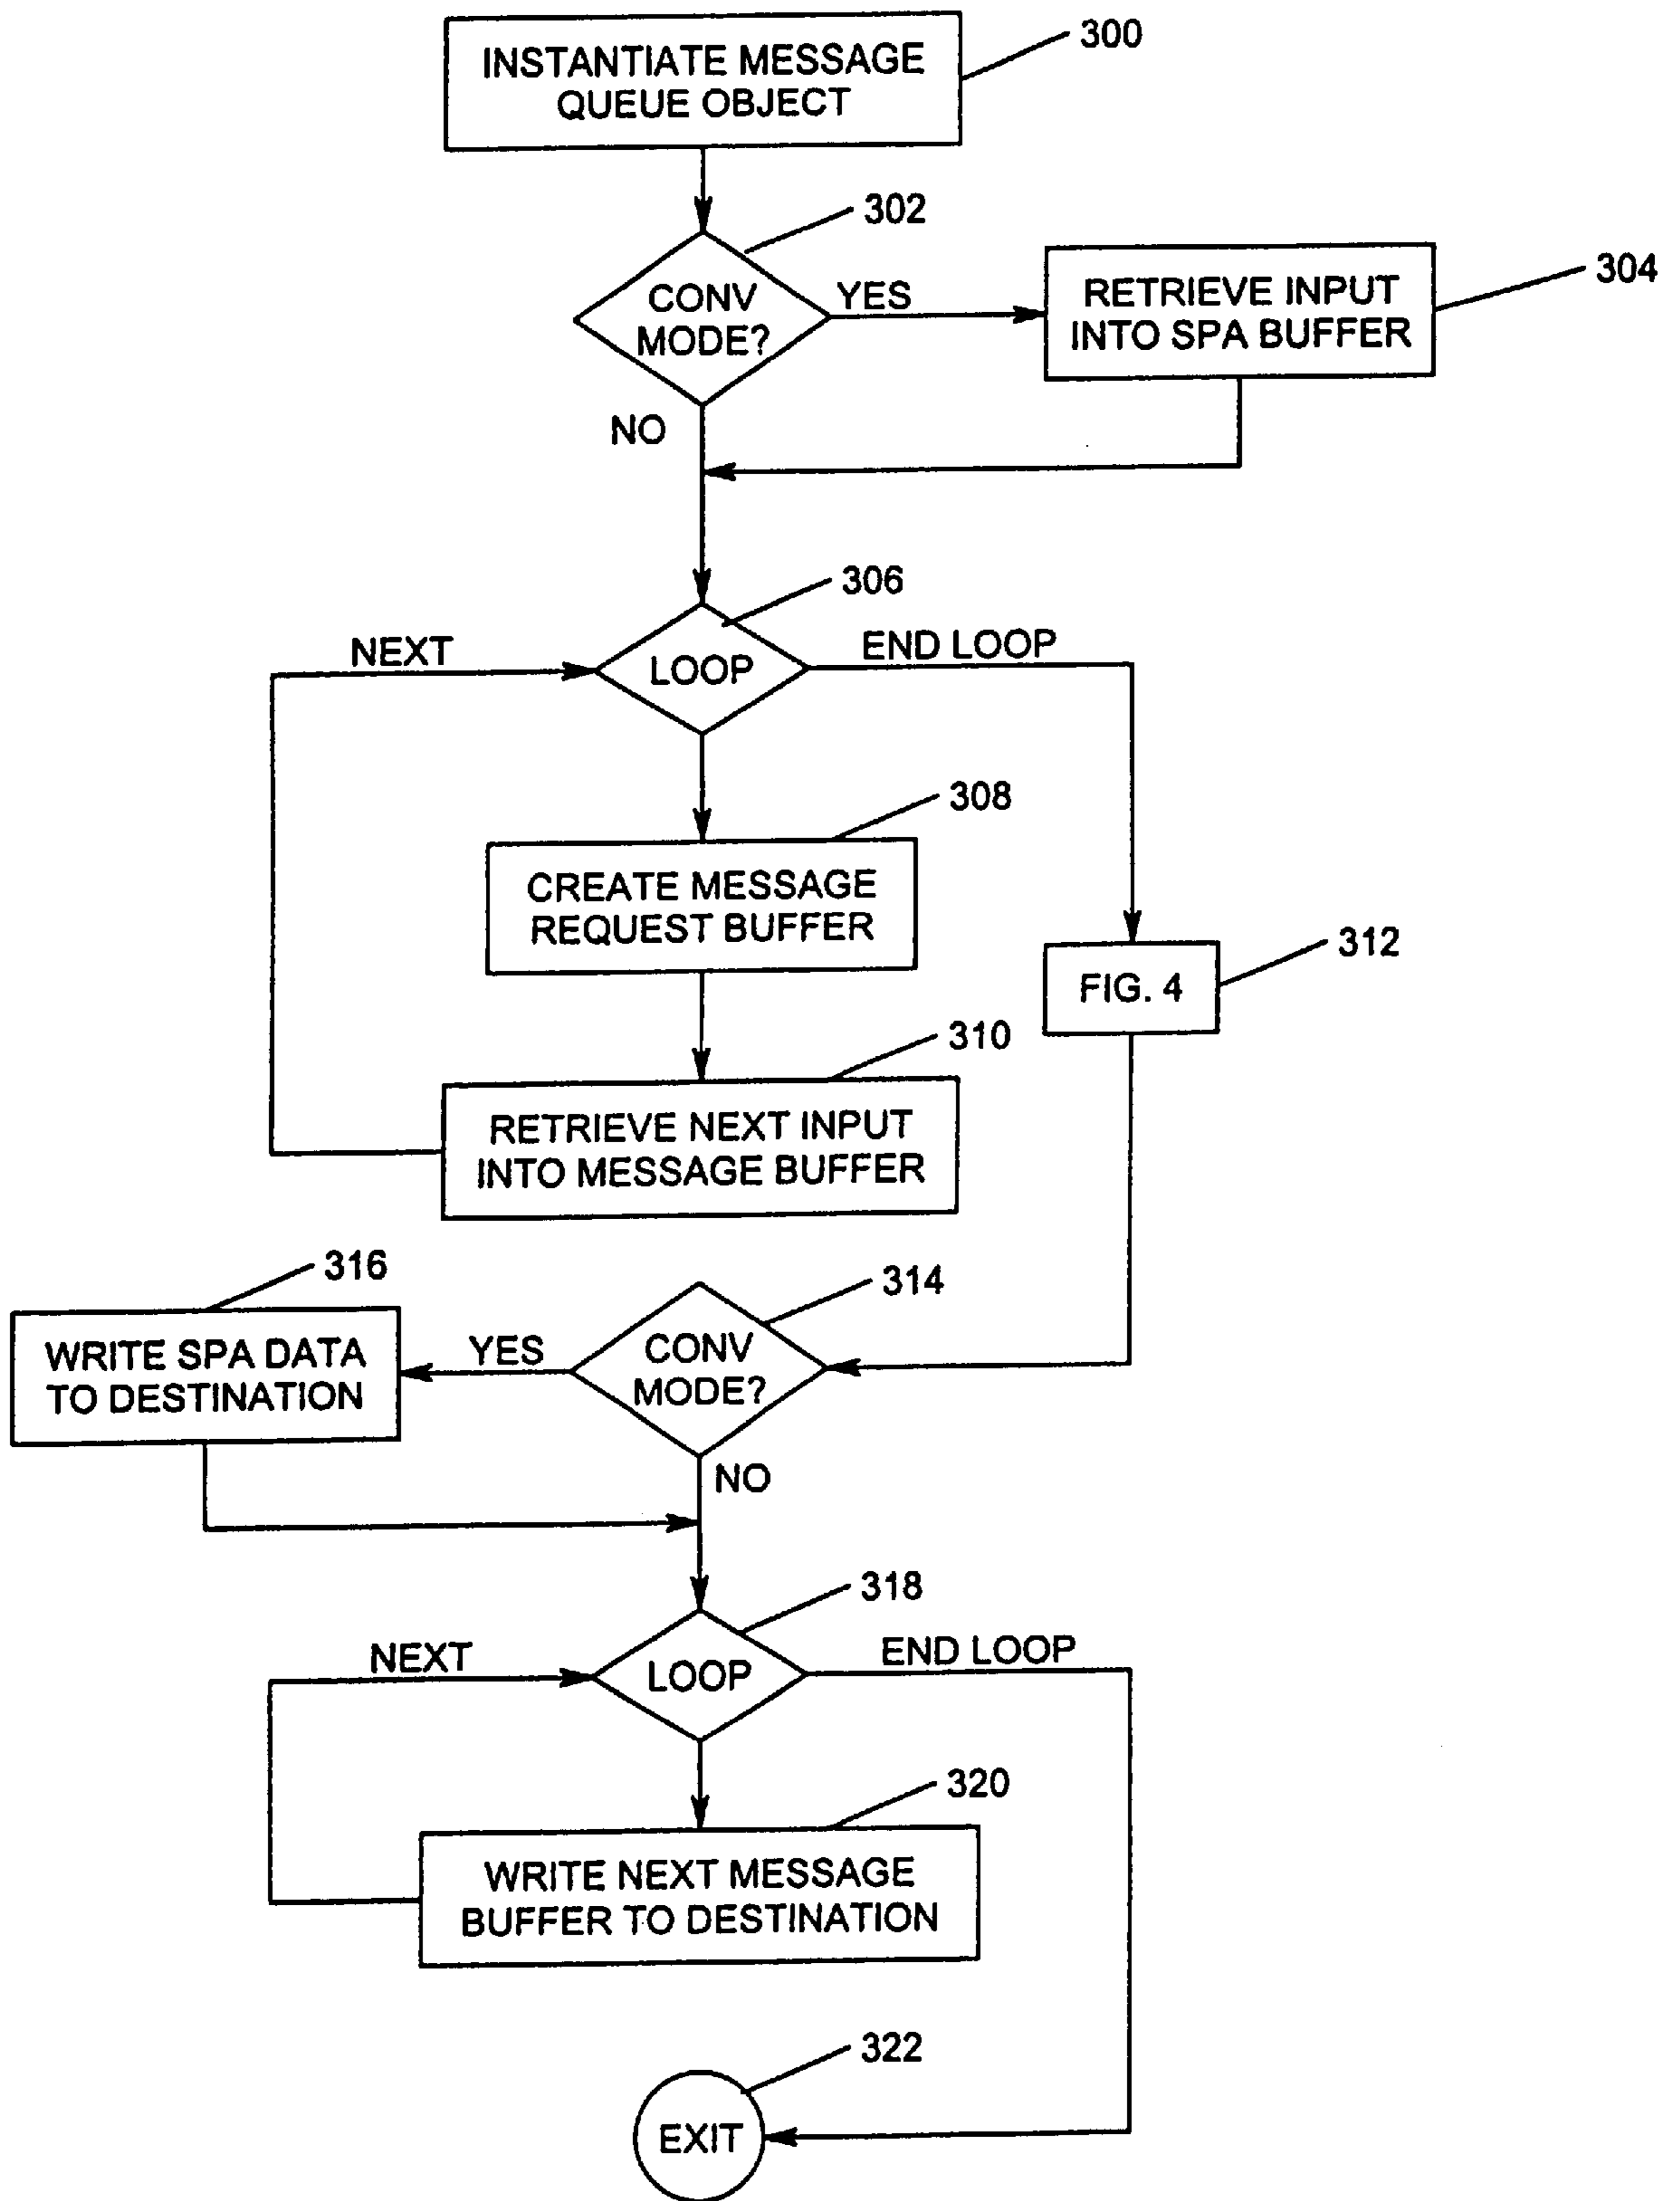 INSTANTIATE MESSAGE
QUEUE OBJECT
300
302
CONV
MODE?
YES
RETRIEVE INPUT
INTO SPA BUFFER
304
NO
306
NEXT
LOOP
END LOOP
308
CREATE MESSAGE
REQUEST BUFFER
312
FIG. 4
310
RETRIEVE NEXT INPUT
INTO MESSAGE BUFFER
316
314
WRITE SPA DATA
TO DESTINATION
YES
CONV
MODE?
NO
318
NEXT
LOOP
END LOOP
320
WRITE NEXT MESSAGE
BUFFER TO DESTINATION
322
EXIT